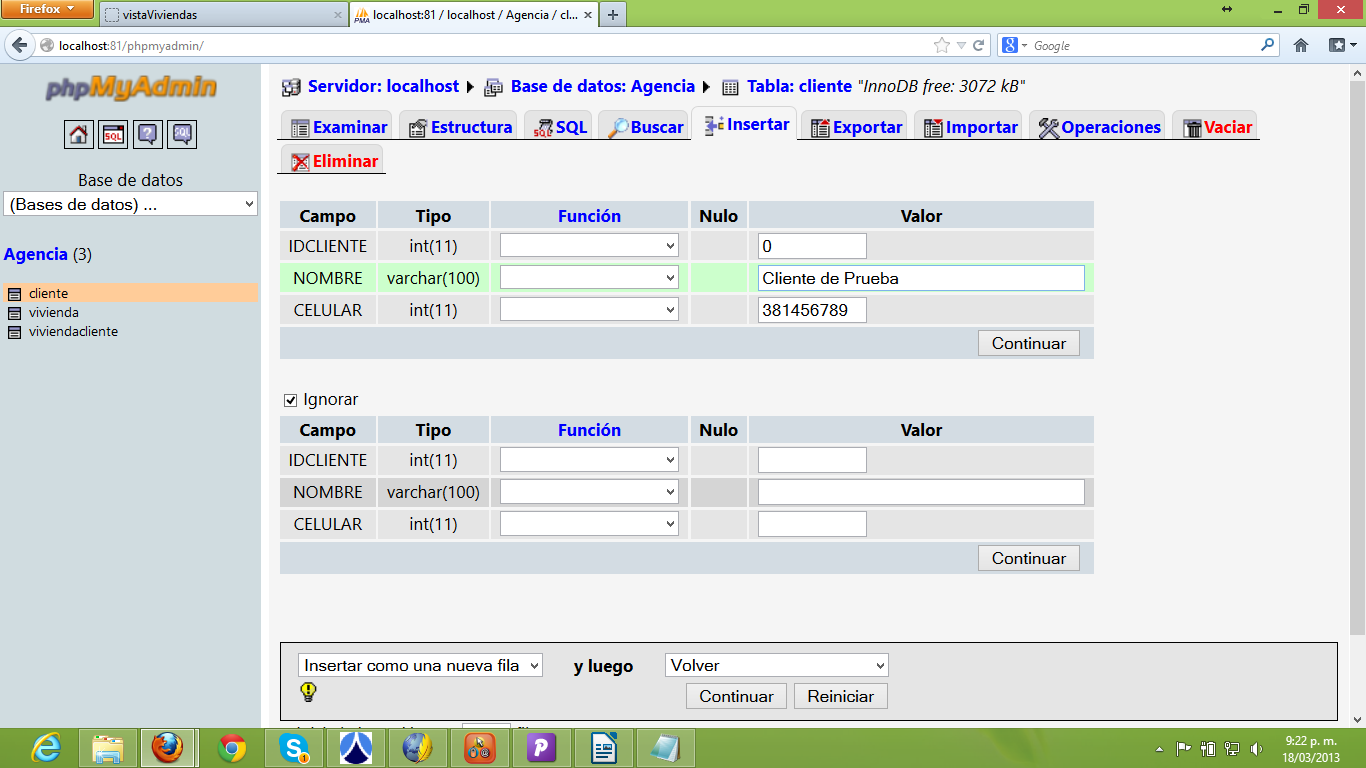 Firefox
vistaViviendas
localhost:81 / localhost / Agencia / cl...
localhost:81/phpmyadmin/
Google
phpMyAdmin
Base de datos
(Bases de datos) ...
Agencia (3)
cliente
vivienda
viviendacliente
Servidor: localhost Base de datos: Agencia Tabla: cliente "InnoDB free: 3072 kB"
Examinar Estructura SQL Buscar Insertar Exportar Importar Operaciones Vaciar
Eliminar
Campo Tipo Función Nulo Valor
IDCLIENTE int(11) 0
NOMBRE varchar(100) Cliente de Prueba
CELULAR int(11) 381456789
Continuar
Ignorar
Campo Tipo Función Nulo Valor
IDCLIENTE int(11)
NOMBRE varchar(100)
CELULAR int(11)
Continuar
Insertar como una nueva fila y luego Volver
Continuar Reiniciar
9:22 p. m.
18/03/2013